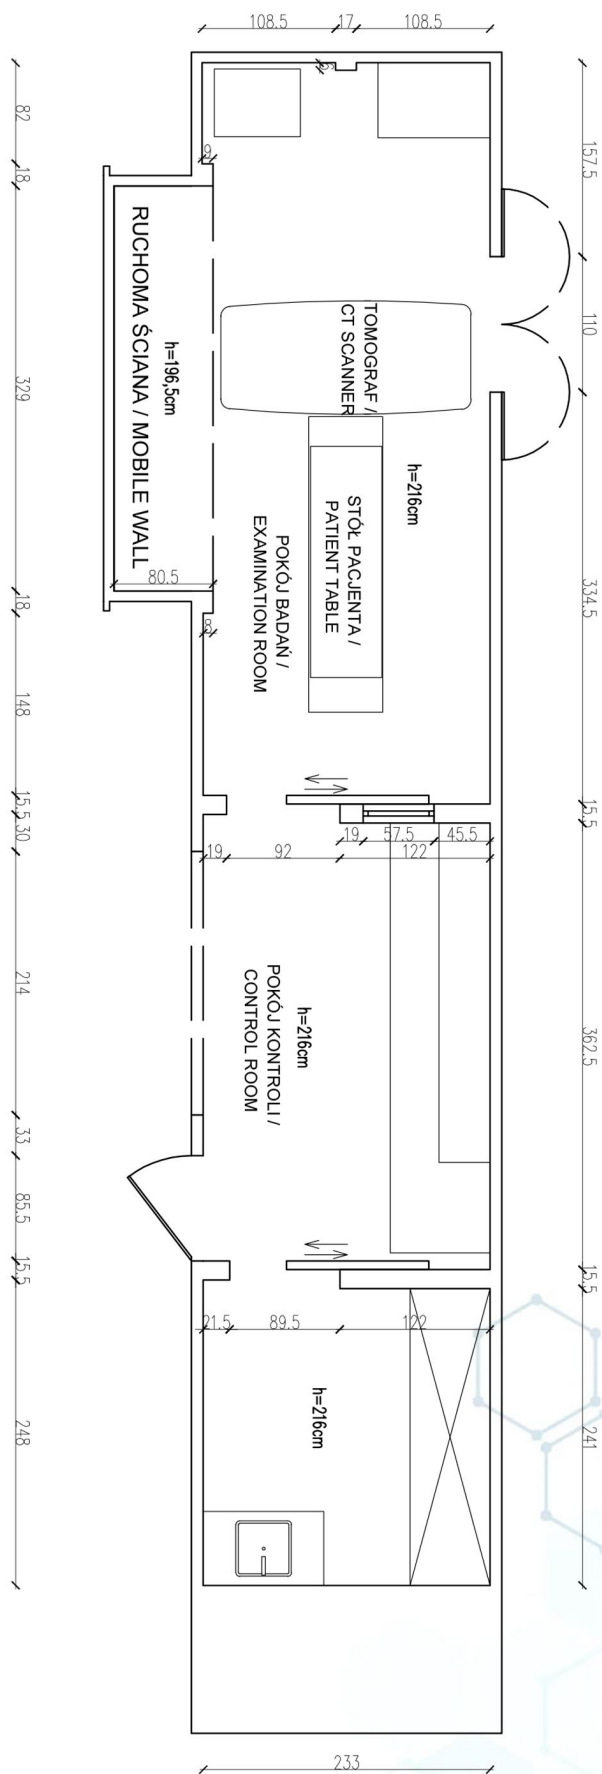 108.5
17
108.5
6
82
18
329
18
148
15.5
30
214
33
85.5
15.5
248
157.5
110
334.5
15.5
362.5
15.5
241
9
RUCHOMA ŚCIANA / MOBILE WALL
h=196,5cm
80.5
8
TOMOGRAF /
CT SCANNER
h=216cm
STÓŁ PACJENTA /
PATIENT TABLE
POKÓJ BADAŃ /
EXAMINATION ROOM
19
57.5
45.5
19
92
122
h=216cm
POKÓJ KONTROLI /
CONTROL ROOM
21.5
89.5
122
h=216cm
233